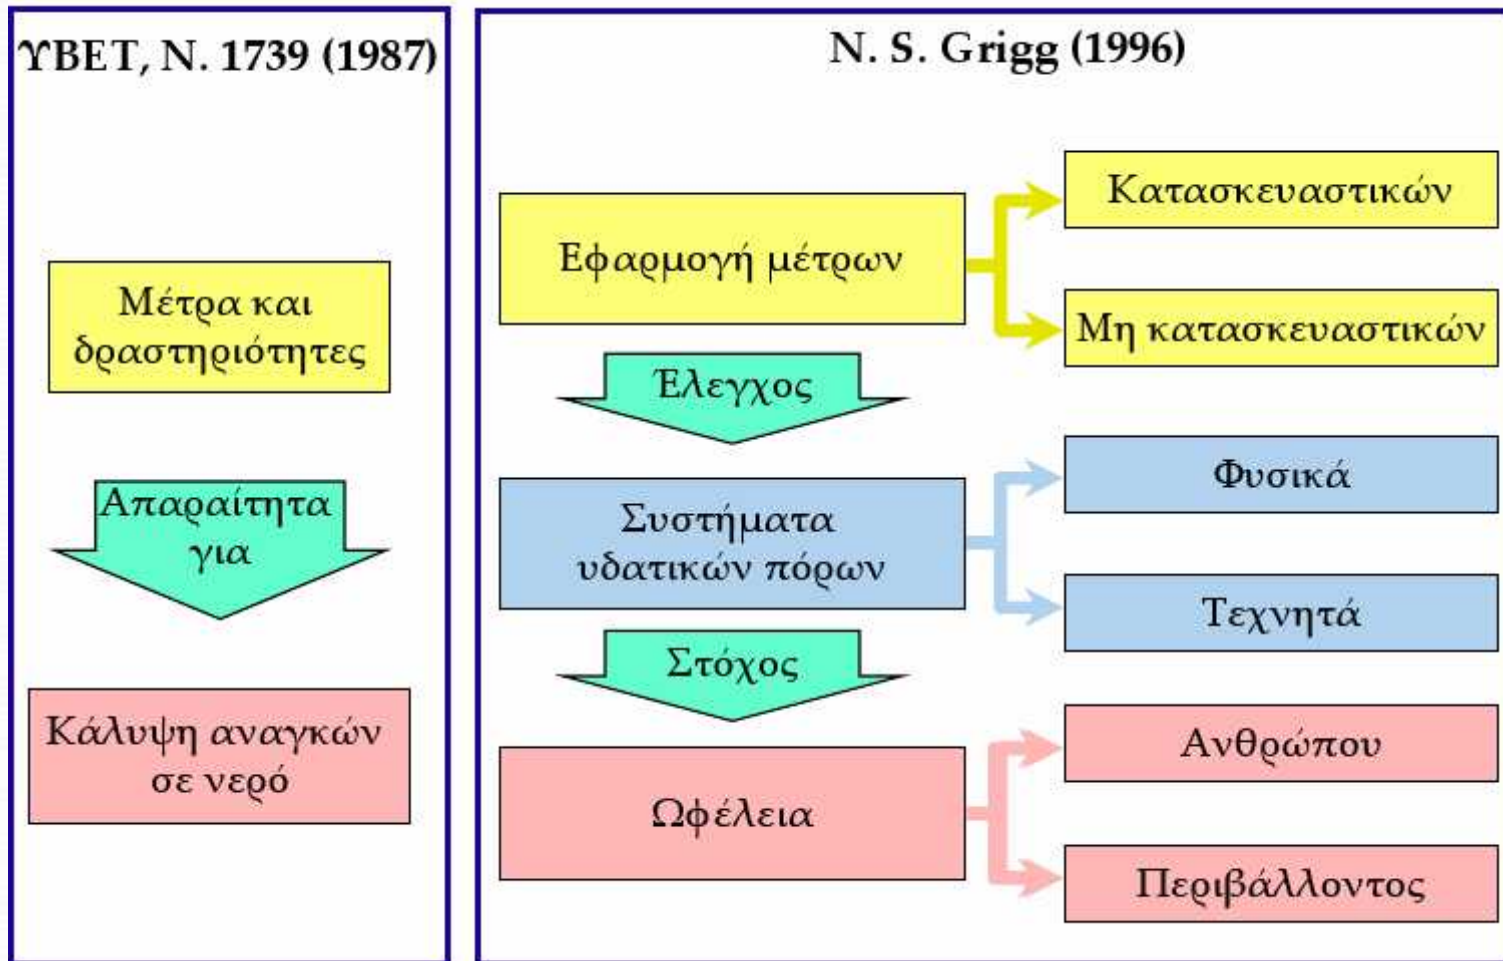 ΥΒΕΤ, Ν. 1739 (1987)
Μέτρα και
δραστηριότητες
Απαραίτητα
για
Κάλυψη αναγκών
σε νερό
N. S. Grigg (1996)
Εφαρμογή μέτρων
Κατασκευαστικών
Μη κατασκευαστικών
Έλεγχος
Συστήματα
υδατικών πόρων
Φυσικά
Τεχνητά
Στόχος
Ωφέλεια
Ανθρώπου
Περιβάλλοντος